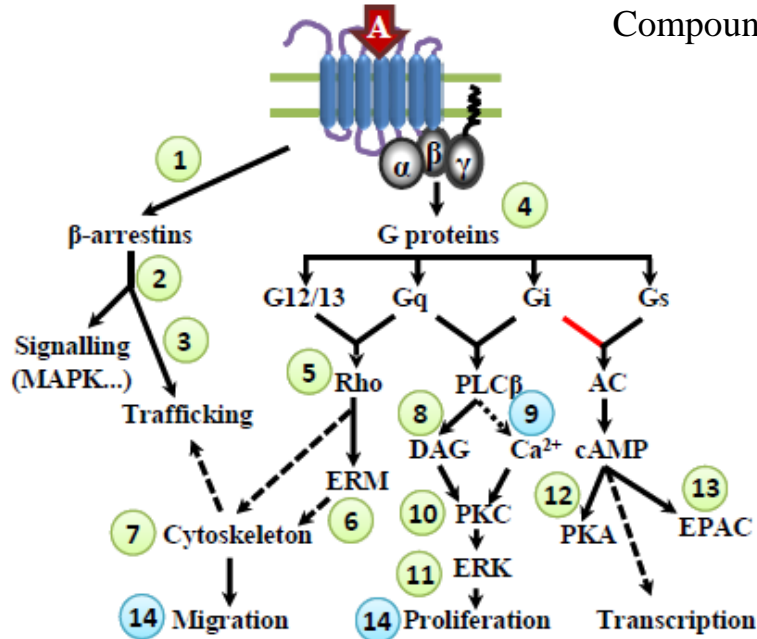 Compoun
A
α β γ
1
4
β-arrestins
G proteins
2
G12/13 Gq Gi Gs
3
Signalling
(MAPK...)
5
Rho PLCβ AC
Trafficking
8 9
DAG Ca²⁺ cAMP
ERM
12 13
7 Cytoskeleton 6 10 PKC PKA EPAC
11 ERK
14 Migration 14 Proliferation Transcription